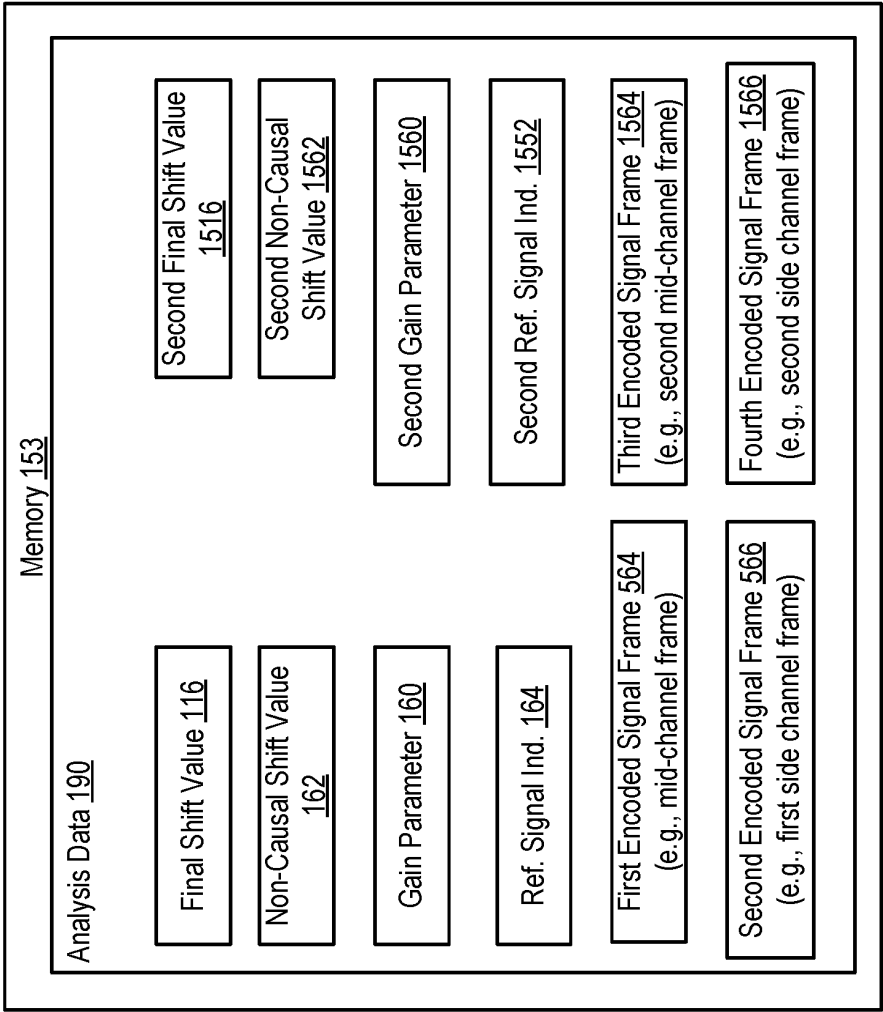 Memory 153
Analysis Data 190
Final Shift Value 116
Second Final Shift Value
1516
Non-Causal Shift Value
162
Second Non-Causal
Shift Value 1562
Gain Parameter 160
Second Gain Parameter 1560
Ref. Signal Ind. 164
Second Ref. Signal Ind. 1552
First Encoded Signal Frame 564
(e.g., mid-channel frame)
Third Encoded Signal Frame 1564
(e.g., second mid-channel frame)
Second Encoded Signal Frame 566
(e.g., first side channel frame)
Fourth Encoded Signal Frame 1566
(e.g., second side channel frame)